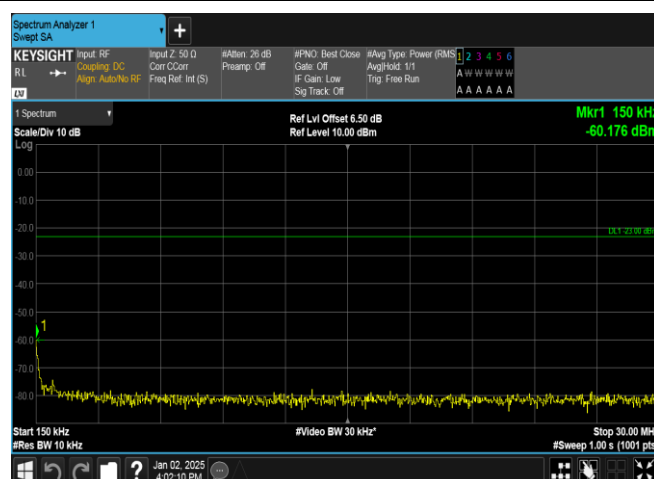 Spectrum Analyzer 1
Swept SA
+
KEYSIGHT
RL
LXI
Input: RF
Coupling: DC
Align: Auto/No RF
Input Z: 50 Ω
Corr CCorr
Freq Ref: Int (S)
#Atten: 26 dB
Preamp: Off
#PNO: Best Close
Gate: Off
IF Gain: Low
Sig Track: Off
#Avg Type: Power (RMS
Avg|Hold: 1/1
Trig: Free Run
1 2 3 4 5 6
A W W W W W
A A A A A A
1 Spectrum
Scale/Div 10 dB
Log
Ref Lvl Offset 6.50 dB
Ref Level 10.00 dBm
Mkr1 150 kHz
-60.176 dBm
0.00
-10.0
-20.0
DL1 -23.00 dBm
-30.0
-40.0
-50.0
1
-60.0
-70.0
-80.0
Start 150 kHz
#Res BW 10 kHz
#Video BW 30 kHz*
Stop 30.00 MH
#Sweep 1.00 s (1001 pts
?
Jan 02, 2025
4:02:10 PM